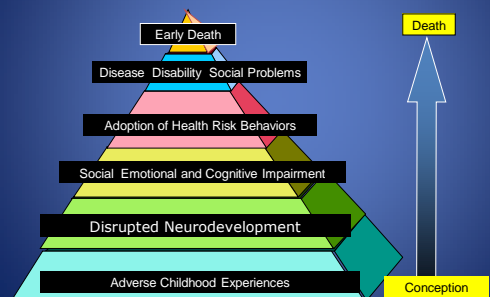 Early Death
Death
Disease Disability Social Problems
Adoption of Health Risk Behaviors
Social Emotional and Cognitive Impairment
Disrupted Neurodevelopment
Adverse Childhood Experiences
Conception